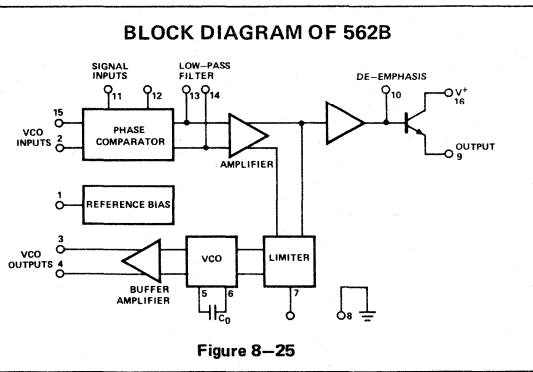 BLOCK DIAGRAM OF 562B
SIGNAL
INPUTS
LOW-PASS
FILTER
DE-EMPHASIS
11
12
13
14
10
V+
16
15
VCO
INPUTS
2
PHASE
COMPARATOR
AMPLIFIER
OUTPUT
9
1
REFERENCE BIAS
3
VCO
OUTPUTS
4
BUFFER
AMPLIFIER
VCO
LIMITER
5
6
7
8
C0
Figure 8–25